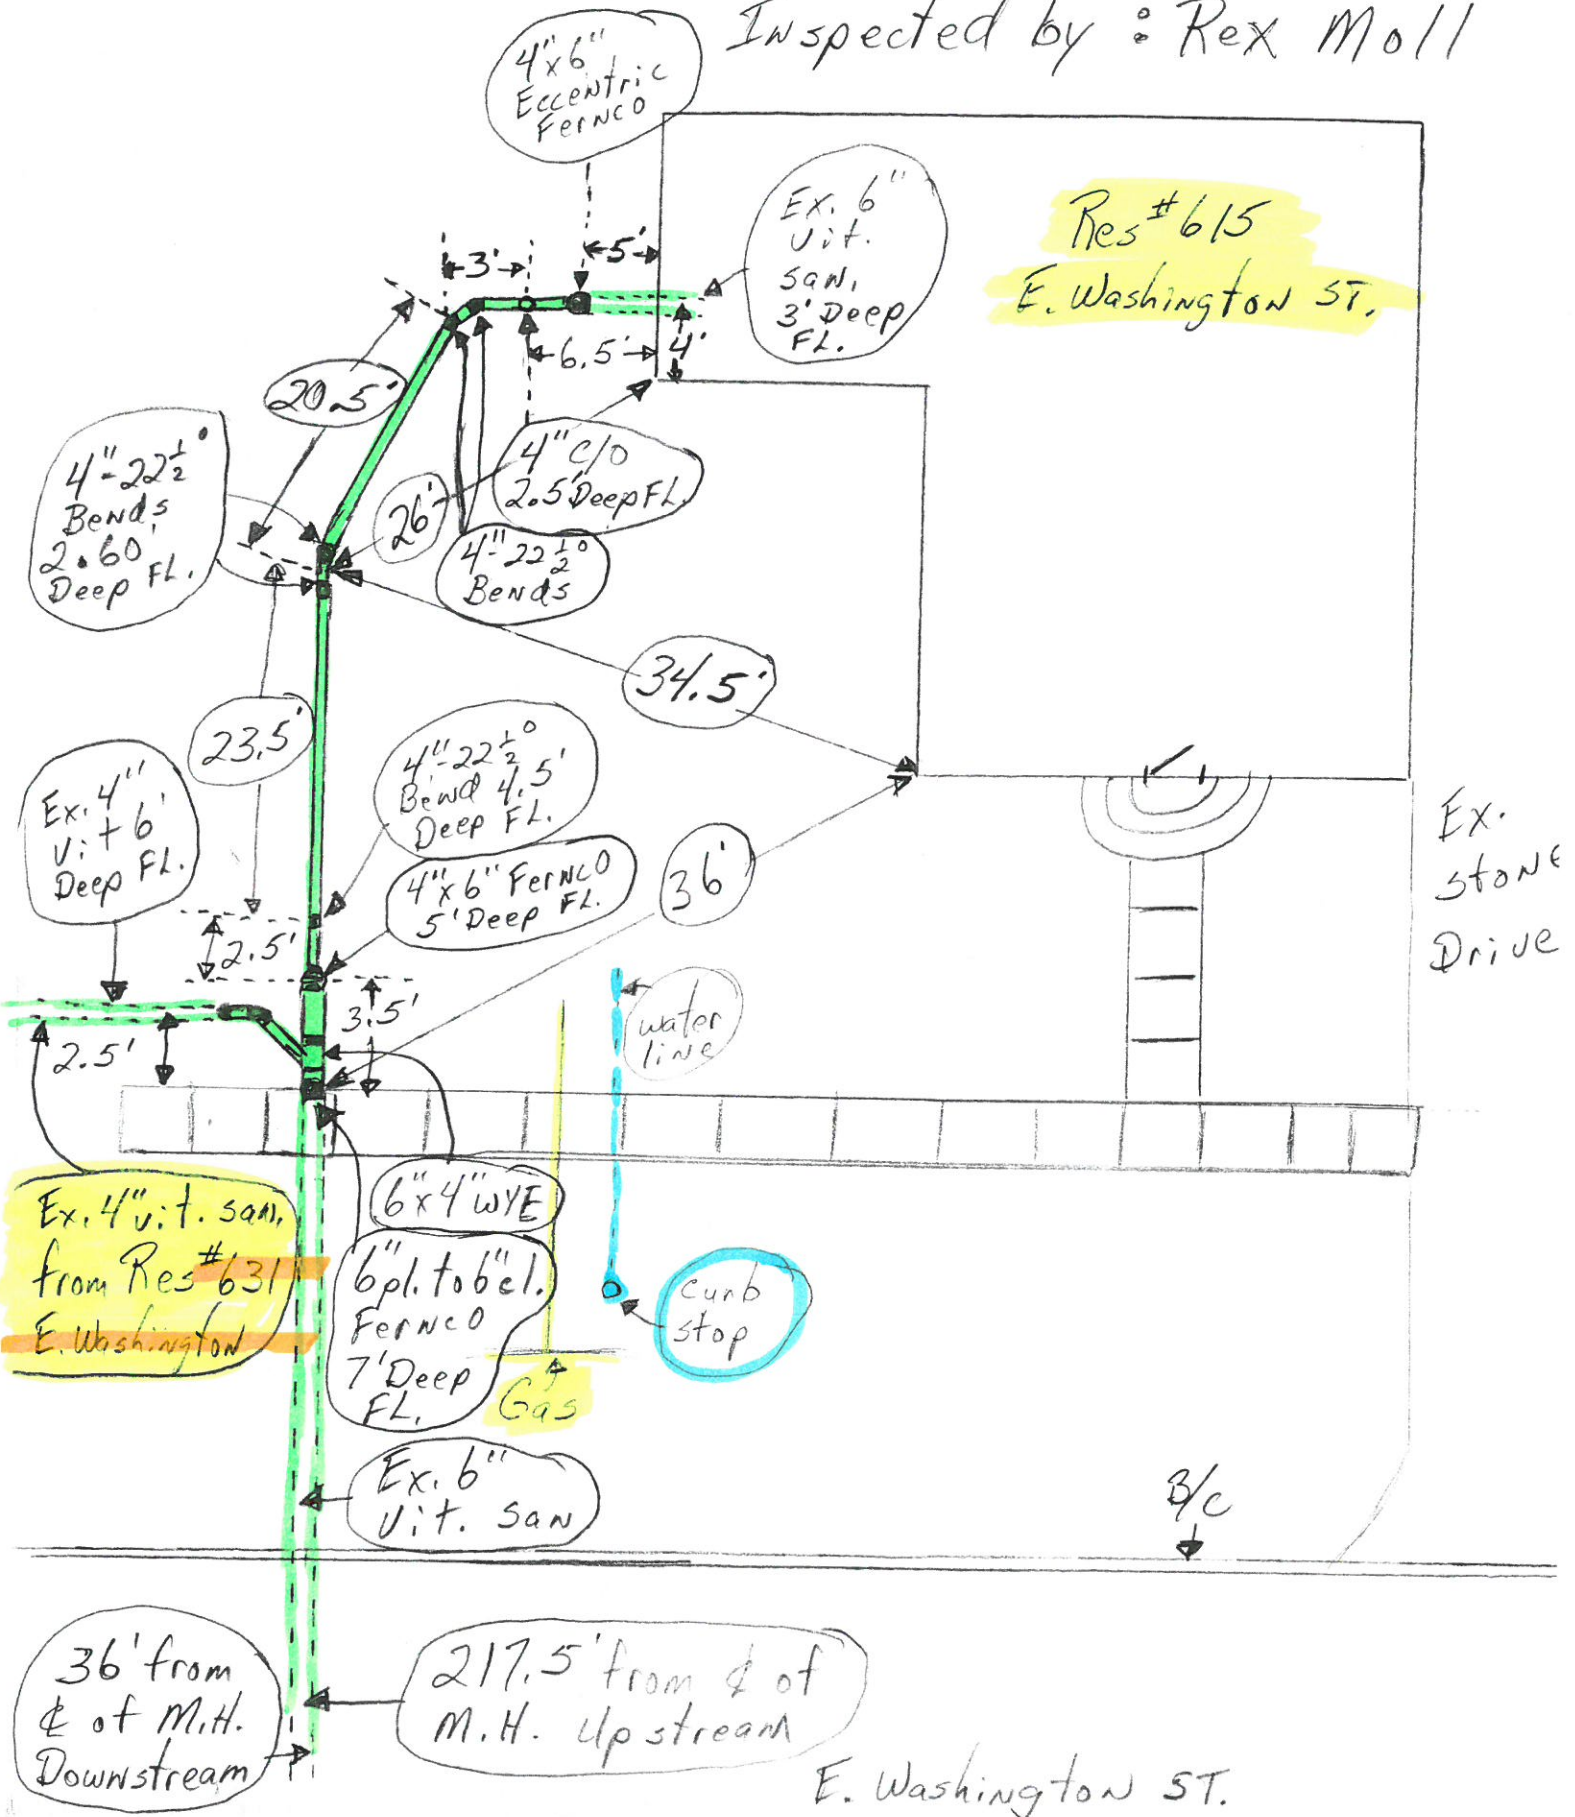 Inspected by : Rex Moll
4"x6"
Eccentric
Fernco
Res #615
E. Washington ST.
Ex. 6"
Vit.
san.
3' Deep
FL.
5'
3'
6.5'
4'
20.5'
4"-22½°
Bends
2.60'
Deep FL.
26'
4" C/O
2.5' Deep FL.
4"-22½°
Bends
34.5'
23.5'
4"-22½°
Bend 4.5'
Deep FL.
Ex. 4"
Vit 6'
Deep FL.
4"x6" Fernco
5' Deep FL.
36'
Ex.
stone
Drive
2.5'
3.5'
2.5'
water
line
Ex. 4" vit. san.
from Res #631
E. Washington
6"x4" WYE
6"pl. to 6"cl.
Fernco
7' Deep
FL.
Gas
curb
stop
Ex. 6"
Vit. san
B/C
36' from
℄ of M.H.
Downstream
217.5' from ℄ of
M.H. Upstream
E. Washington ST.